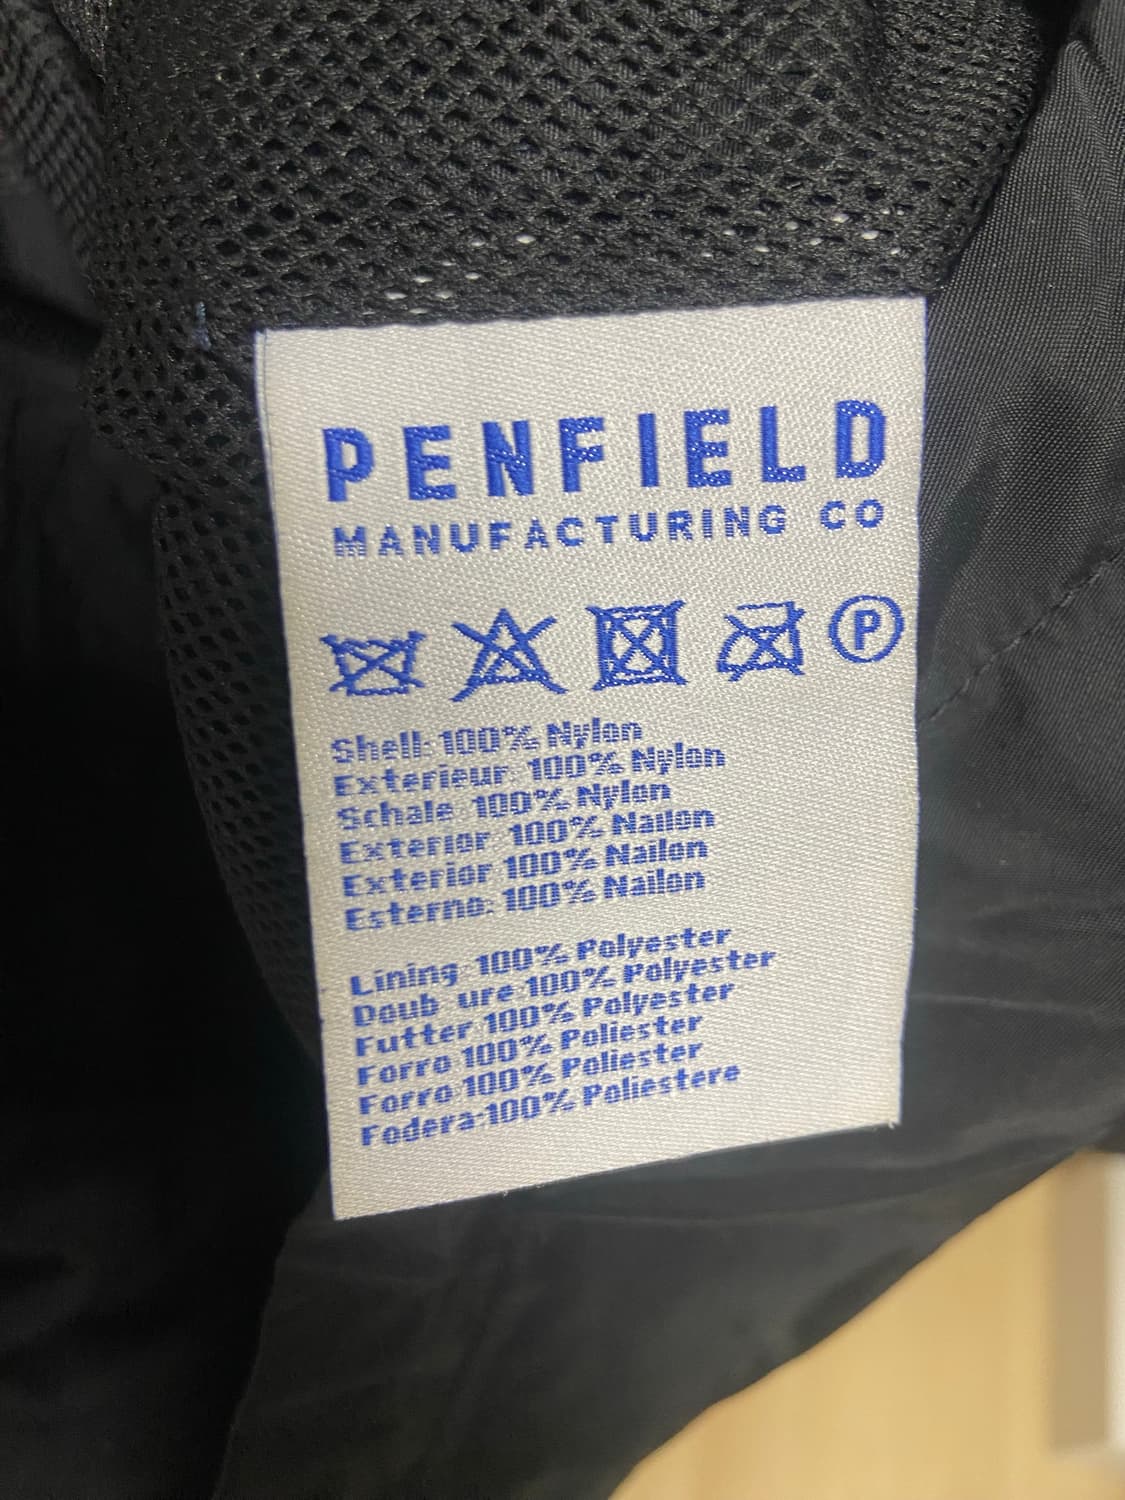 PENFIELD
MANUFACTURING CO
P
Shell: 100% Nylon
Exterieur: 100% Nylon
Schale: 100% Nylon
Exterior: 100% Nailon
Exterior 100% Nailon
Esterno: 100% Nailon
Lining: 100% Polyester
Doub ure:100% Polyester
Futter 100% Polyester
Forro 100% Poliester
Forro:100% Poliester
Fodera:100% Poliestere